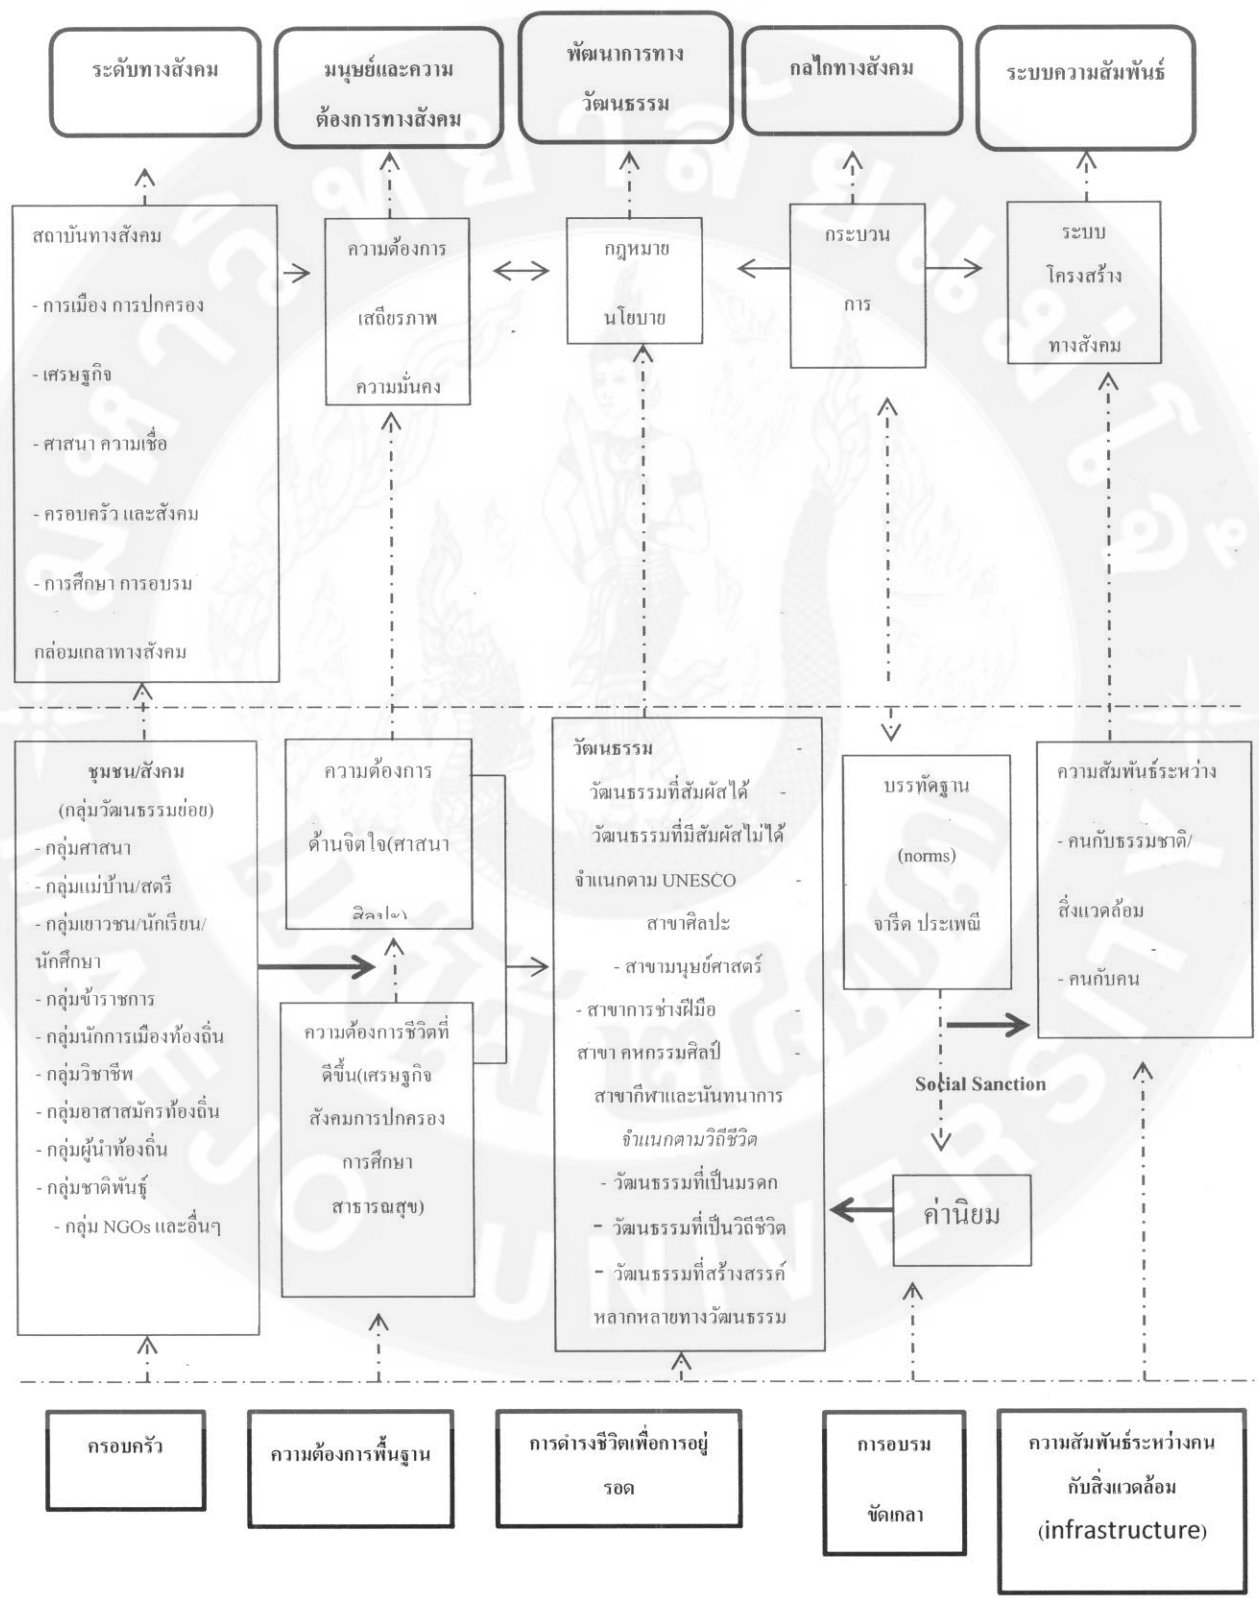 ระดับทางสังคม
มนุษย์และความ
ต้องการทางสังคม
พัฒนาการทาง
วัฒนธรรม
กลไกทางสังคม
ระบบความสัมพันธ์
สถาบันทางสังคม
- การเมือง การปกครอง
- เศรษฐกิจ
- ศาสนา ความเชื่อ
- ครอบครัว และสังคม
- การศึกษา การอบรม
กล่อมเกลาทางสังคม
ความต้องการ
เสถียรภาพ
ความมั่นคง
กฎหมาย
นโยบาย
กระบวน
การ
ระบบ
โครงสร้าง
ทางสังคม
ชุมชน/สังคม
(กลุ่มวัฒนธรรมย่อย)
- กลุ่มศาสนา
- กลุ่มแม่บ้าน/สตรี
- กลุ่มเยาวชน/นักเรียน/
นักศึกษา
- กลุ่มข้าราชการ
- กลุ่มนักการเมืองท้องถิ่น
- กลุ่มวิชาชีพ
- กลุ่มอาสาสมัครท้องถิ่น
- กลุ่มผู้นำท้องถิ่น
- กลุ่มชาติพันธุ์
- กลุ่ม NGOs และอื่นๆ
ความต้องการ
ด้านจิตใจ(ศาสนา
ศิลปะ)
ความต้องการชีวิตที่
ดีขึ้น(เศรษฐกิจ
สังคมการปกครอง
การศึกษา
สาธารณสุข)
วัฒนธรรม -
วัฒนธรรมที่สัมผัสได้ -
วัฒนธรรมที่มีสัมผัสไม่ได้
จำแนกตาม UNESCO -
สาขาศิลปะ
- สาขามนุษย์ศาสตร์
- สาขาการช่างฝีมือ -
สาขา คหกรรมศิลป์ -
สาขากีฬาและนันทนาการ
จำแนกตามวิถีชีวิต
- วัฒนธรรมที่เป็นมรดก
- วัฒนธรรมที่เป็นวิถีชีวิต
- วัฒนธรรมที่สร้างสรรค์
หลากหลายทางวัฒนธรรม
บรรทัดฐาน
(norms)
จารีต ประเพณี
Social Sanction
ค่านิยม
ความสัมพันธ์ระหว่าง
- คนกับธรรมชาติ/
สิ่งแวดล้อม
- คนกับคน
ครอบครัว
ความต้องการพื้นฐาน
การดำรงชีวิตเพื่อการอยู่
รอด
การอบรม
ขัดเกลา
ความสัมพันธ์ระหว่างคน
กับสิ่งแวดล้อม
(infrastructure)
มหาวิทยาลัยแม่โจ้
MAEJO UNIVERSITY